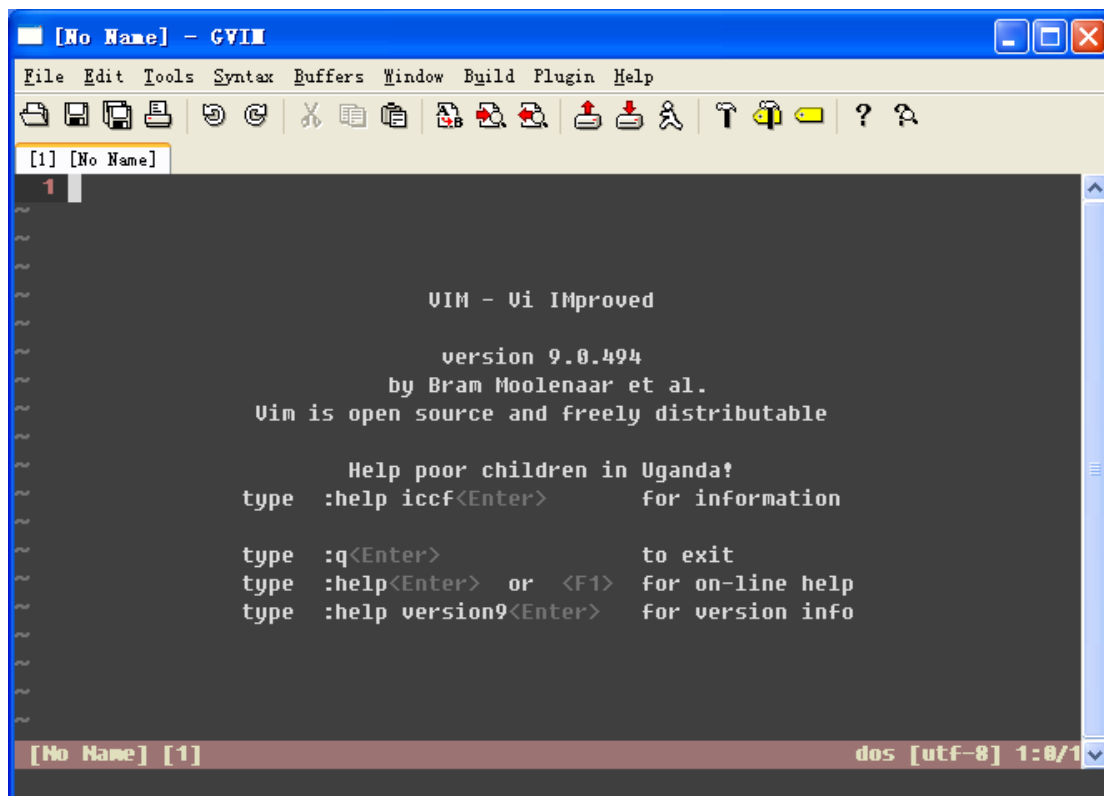 [No Name] - GVIM
File Edit Tools Syntax Buffers Window Build Plugin Help
[1] [No Name]
1
~
~
~
~ VIM - Vi IMproved
~
~ version 9.0.494
~ by Bram Moolenaar et al.
~ Vim is open source and freely distributable
~
~ Help poor children in Uganda!
~ type :help iccf<Enter> for information
~
~ type :q<Enter> to exit
~ type :help<Enter> or <F1> for on-line help
~ type :help version9<Enter> for version info
~
~
~
~
[No Name] [1] dos [utf-8] 1:0/1